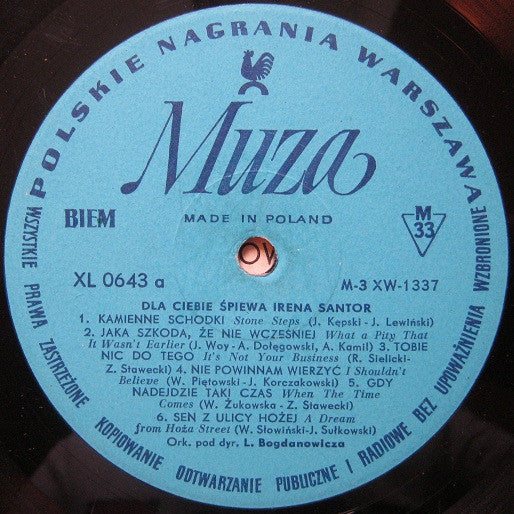 POLSKIE NAGRANIA WARSZAWA
Muza
BIEM
MADE IN POLAND
M
33
OV
XL 0643 a
M-3 XW-1337
DLA CIEBIE ŚPIEWA IRENA SANTOR
1. KAMIENNE SCHODKI Stone Steps (J. Kępski - J. Lewiński)
2. JAKA SZKODA, ŻE NIE WCZEŚNIEJ What a Pity That
It Wasn't Earlier (J. Woy - A. Dołęgowski, A. Kamil) 3. TOBIE
NIC DO TEGO It's Not Your Business (R. Sielicki-
Z. Stawecki) 4. NIE POWINNAM WIERZYĆ I Shouldn't
Believe (W. Piętowski - J. Korczakowski) 5. GDY
NADEJDZIE TAKI CZAS When The Time
Comes (W. Żukowska - Z. Stawecki)
6. SEN Z ULICY HOŻEJ A Dream
from Hoża Street (W. Słowiński-J. Sułkowski)
Ork. pod dyr. L. Bogdanowicza
WSZYSTKIE PRAWA ZASTRZEŻONE KOPIOWANIE ODTWARZANIE PUBLICZNE I RADIOWE BEZ UPOWAŻNIENIA WZBRONIONE